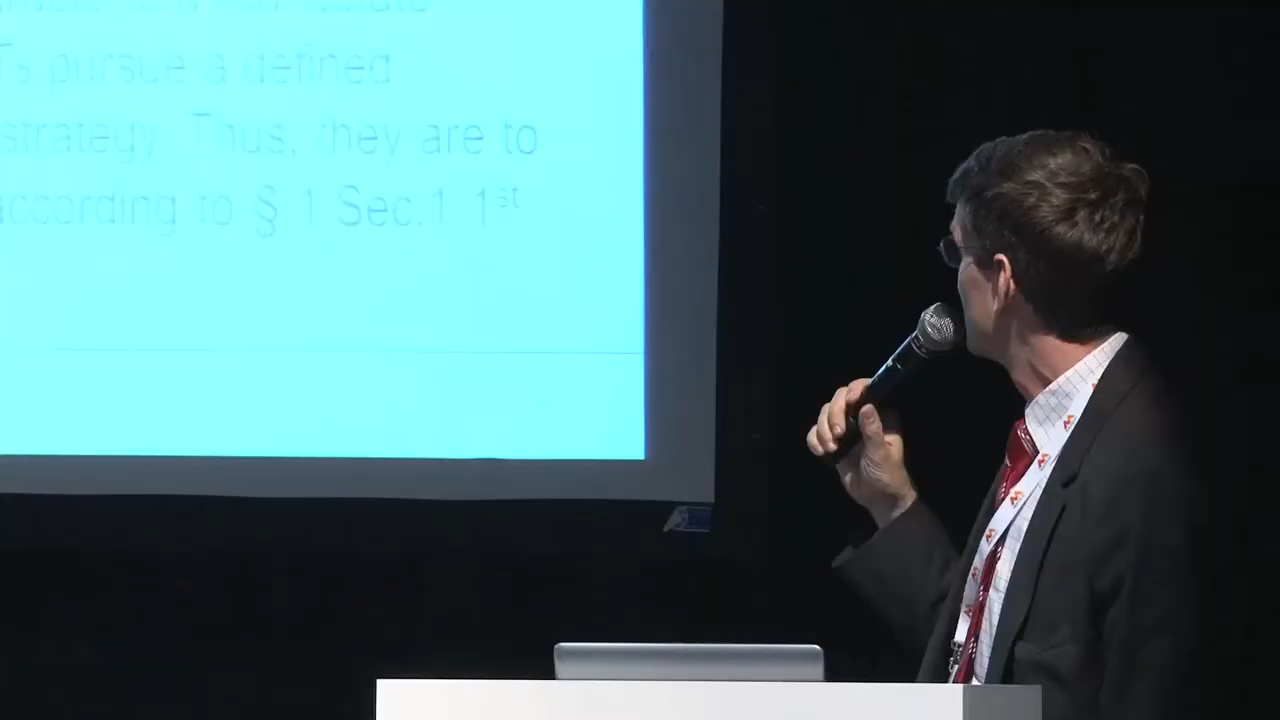 Ts pursue a defined
strategy. Thus, they are to
according to § 1 Sec.1 1st